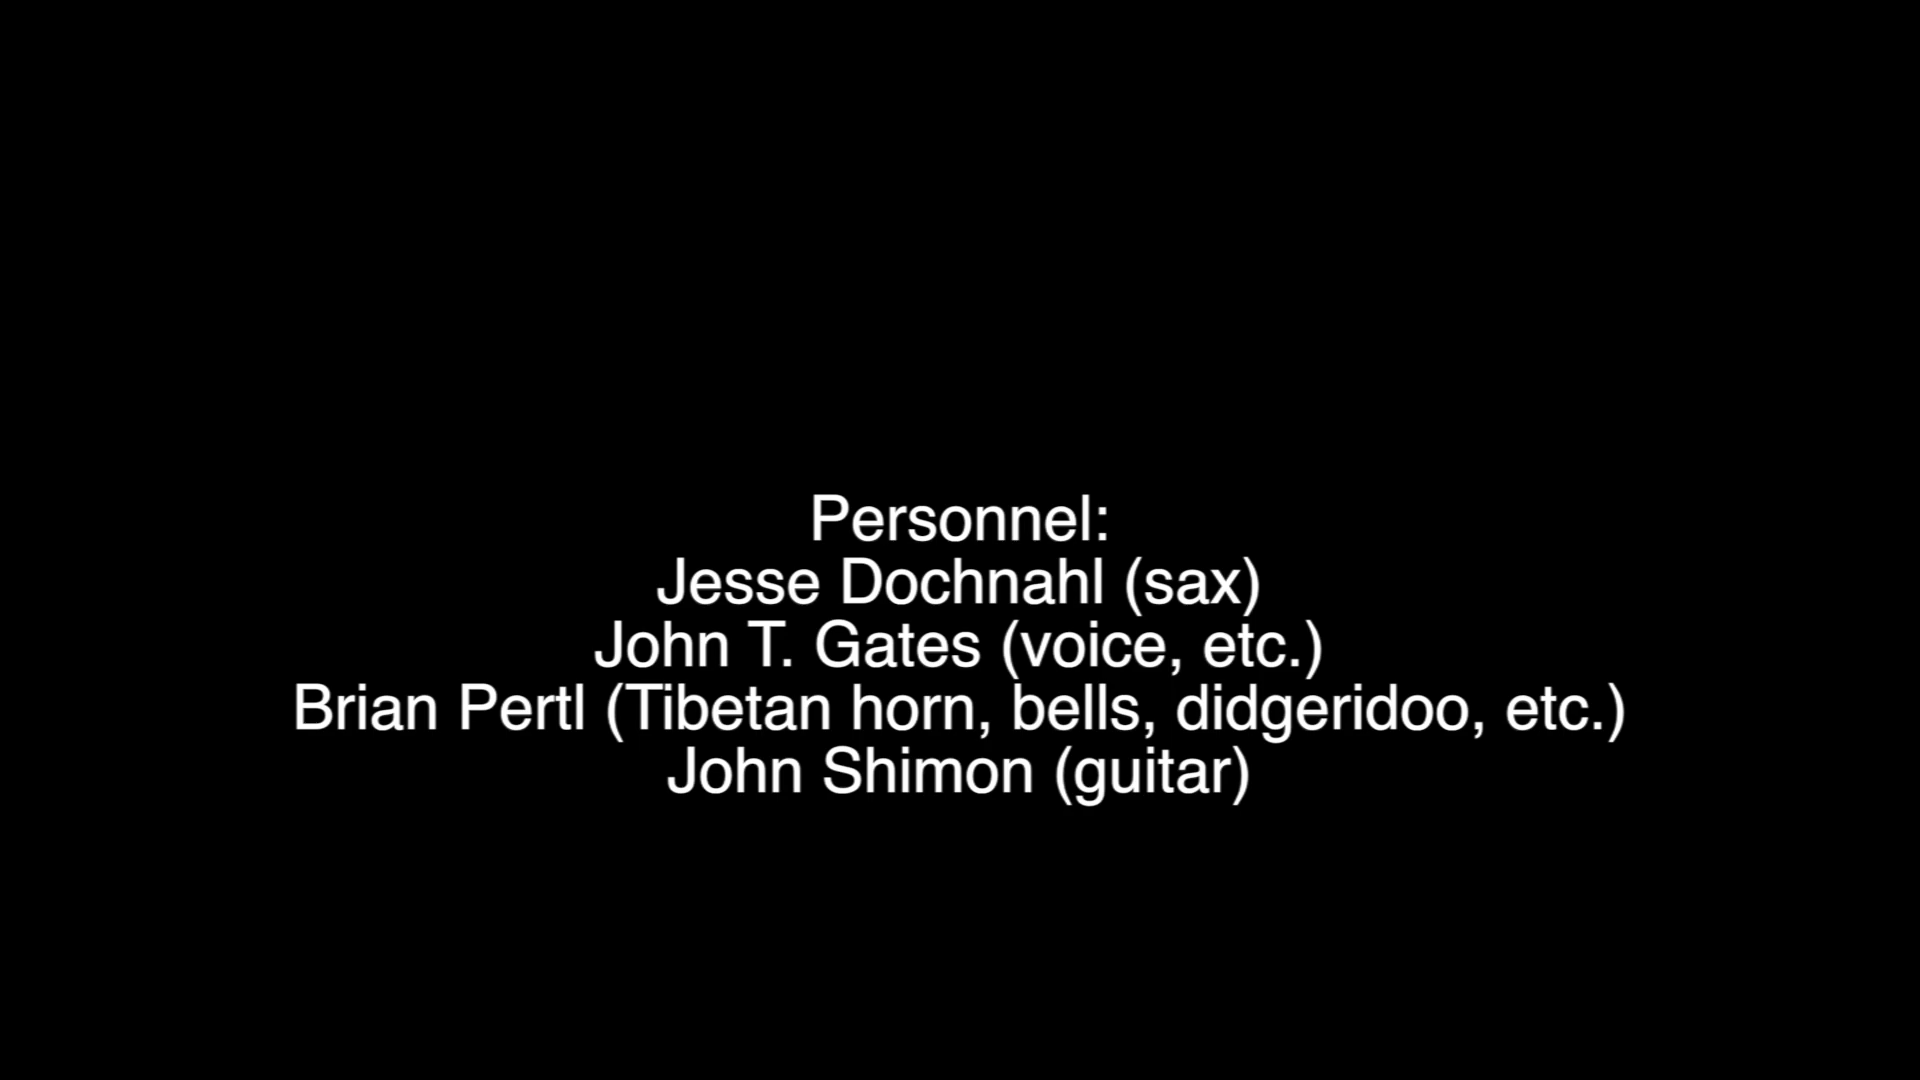 Personnel:
Jesse Dochnahl (sax)
John T. Gates (voice, etc.)
Brian Pertl (Tibetan horn, bells, didgeridoo, etc.)
John Shimon (guitar)